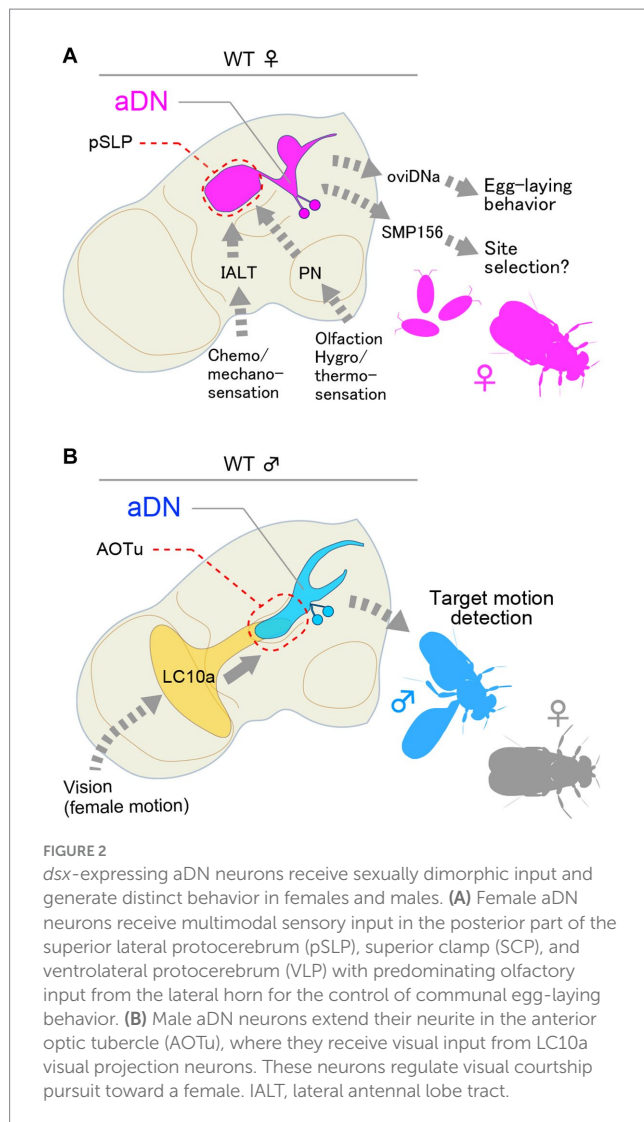 A
WT ♀
aDN
pSLP
oviDNa
Egg-laying
behavior
SMP156
Site
selection?
IALT
PN
Chemo/
mechano-
sensation
Olfaction
Hygro/
thermo-
sensation
♀
B
WT ♂
aDN
AOTu
Target motion
detection
LC10a
♂
♀
Vision
(female motion)
FIGURE 2
dsx-expressing aDN neurons receive sexually dimorphic input and
generate distinct behavior in females and males. (A) Female aDN
neurons receive multimodal sensory input in the posterior part of the
superior lateral protocerebrum (pSLP), superior clamp (SCP), and
ventrolateral protocerebrum (VLP) with predominating olfactory
input from the lateral horn for the control of communal egg-laying
behavior. (B) Male aDN neurons extend their neurite in the anterior
optic tubercle (AOTu), where they receive visual input from LC10a
visual projection neurons. These neurons regulate visual courtship
pursuit toward a female. IALT, lateral antennal lobe tract.